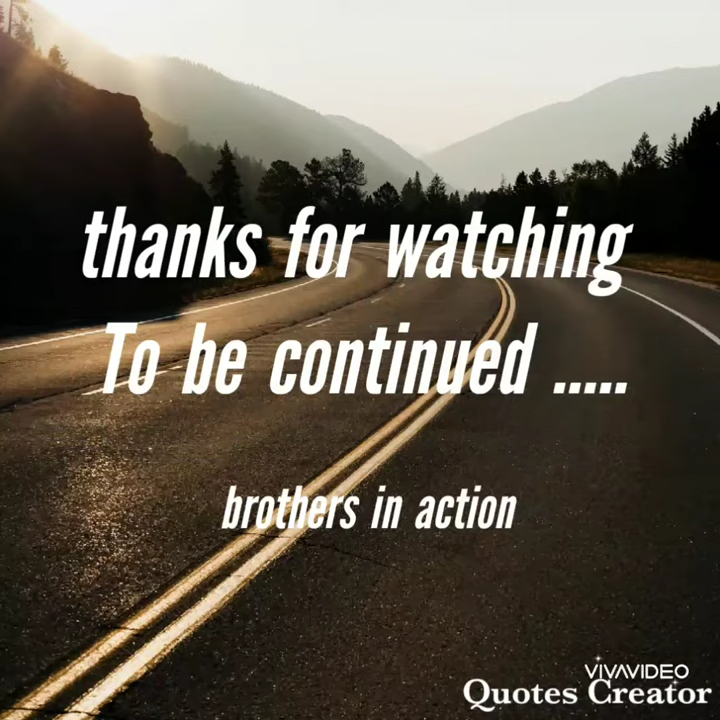 thanks for watching
To be continued .....
brothers in action
VIVAVIDEO
Quotes Creator